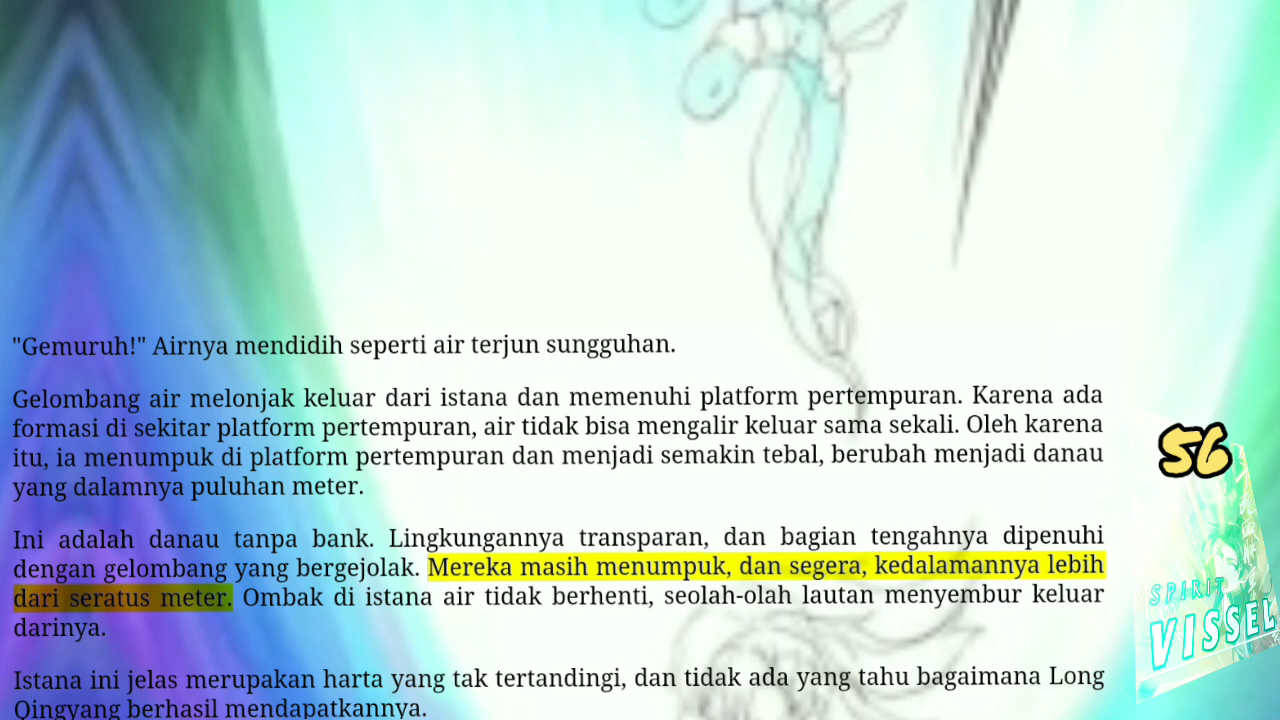 "Gemuruh!" Airnya mendidih seperti air terjun sungguhan.
Gelombang air melonjak keluar dari istana dan memenuhi platform pertempuran. Karena ada
formasi di sekitar platform pertempuran, air tidak bisa mengalir keluar sama sekali. Oleh karena
itu, ia menumpuk di platform pertempuran dan menjadi semakin tebal, berubah menjadi danau
yang dalamnya puluhan meter.
Ini adalah danau tanpa bank. Lingkungannya transparan, dan bagian tengahnya dipenuhi
dengan gelombang yang bergejolak. Mereka masih menumpuk, dan segera, kedalamannya lebih
dari seratus meter. Ombak di istana air tidak berhenti, seolah-olah lautan menyembur keluar
darinya.
Istana ini jelas merupakan harta yang tak tertandingi, dan tidak ada yang tahu bagaimana Long
Qingyang berhasil mendapatkannya.
56
SPIRIT
VISSEL